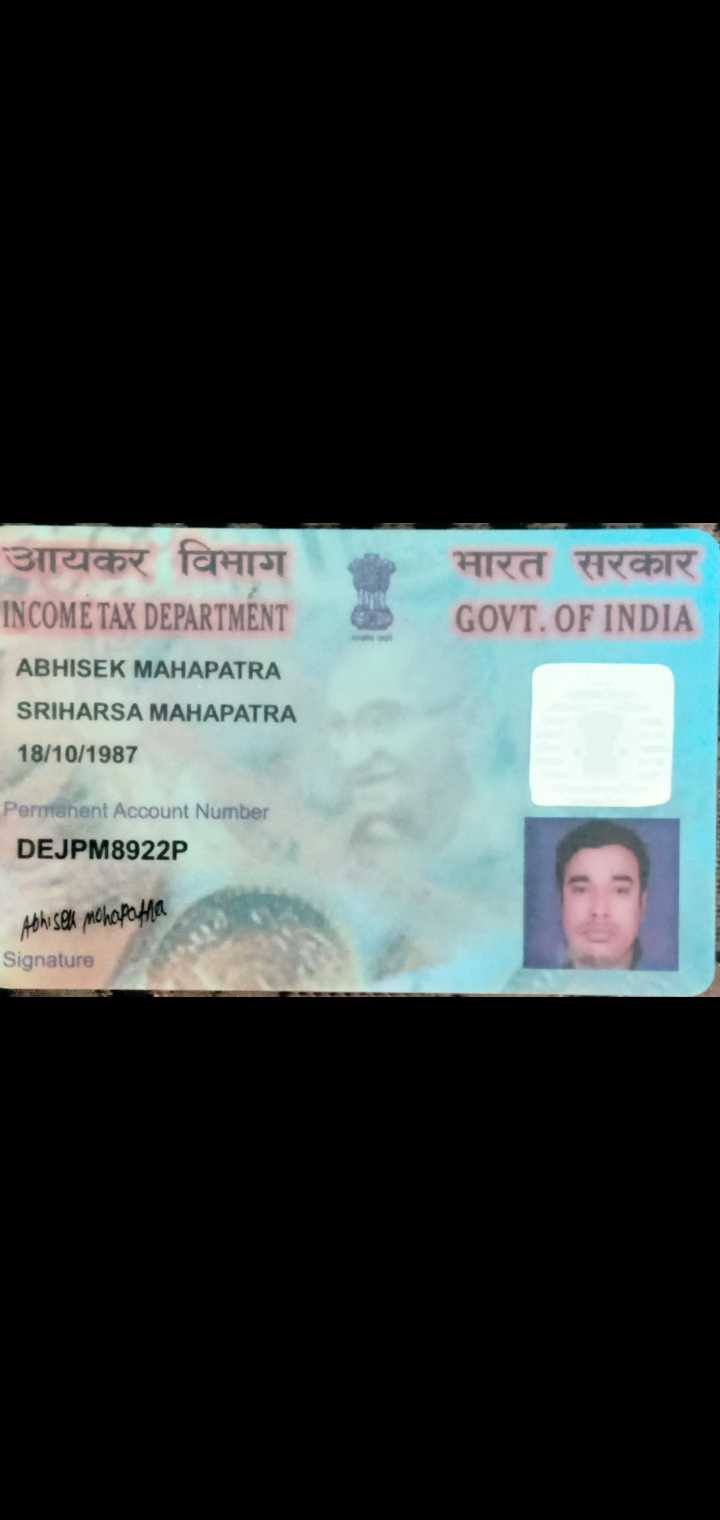 आयकर विभाग
INCOME TAX DEPARTMENT
भारत सरकार
GOVT. OF INDIA
ABHISEK MAHAPATRA
SRIHARSA MAHAPATRA
18/10/1987
Permanent Account Number
DEJPM8922P
Abhisek Mahapatra
Signature